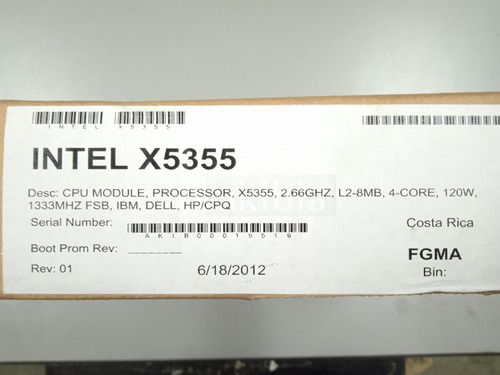 INTEL X5355
INTEL X5355
Desc: CPU MODULE, PROCESSOR, X5355, 2.66GHZ, L2-8MB, 4-CORE, 120W,
1333MHZ FSB, IBM, DELL, HP/CPQ
Serial Number:
AK1B00019519
Costa Rica
Boot Prom Rev:
FGMA
Rev: 01
6/18/2012
Bin: